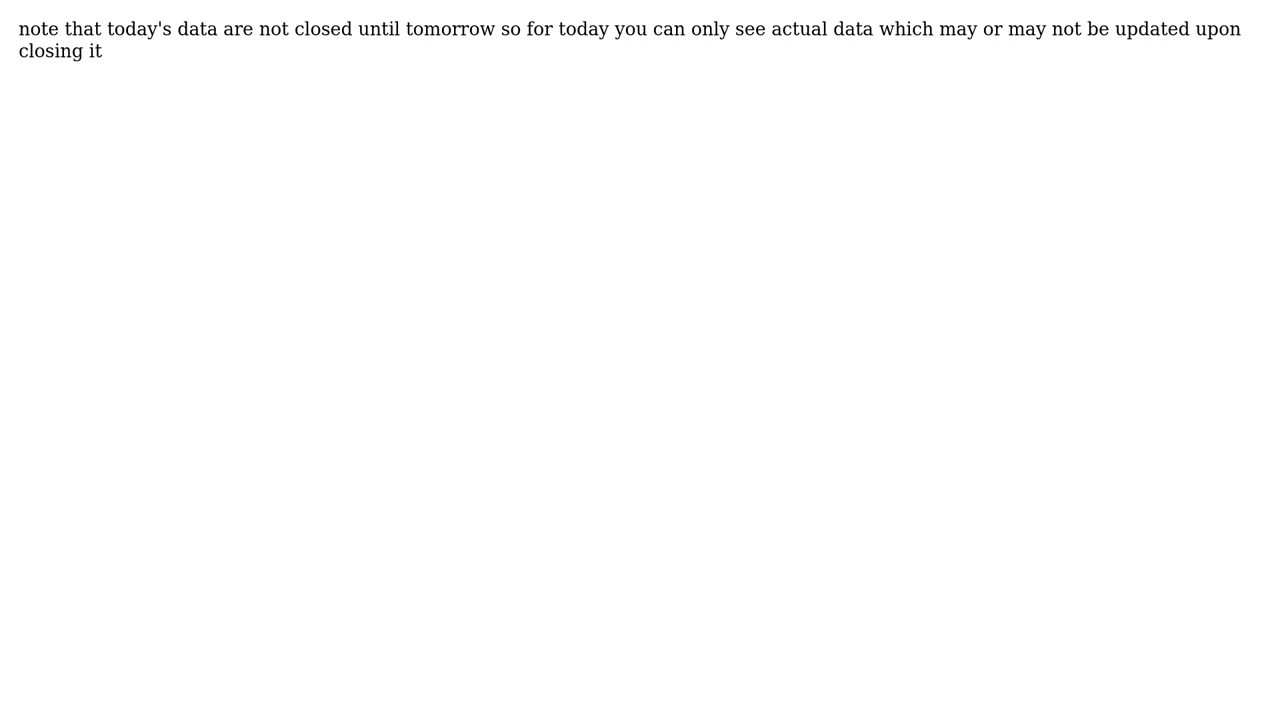 note that today's data are not closed until tomorrow so for today you can only see actual data which may or may not be updated upon
closing it